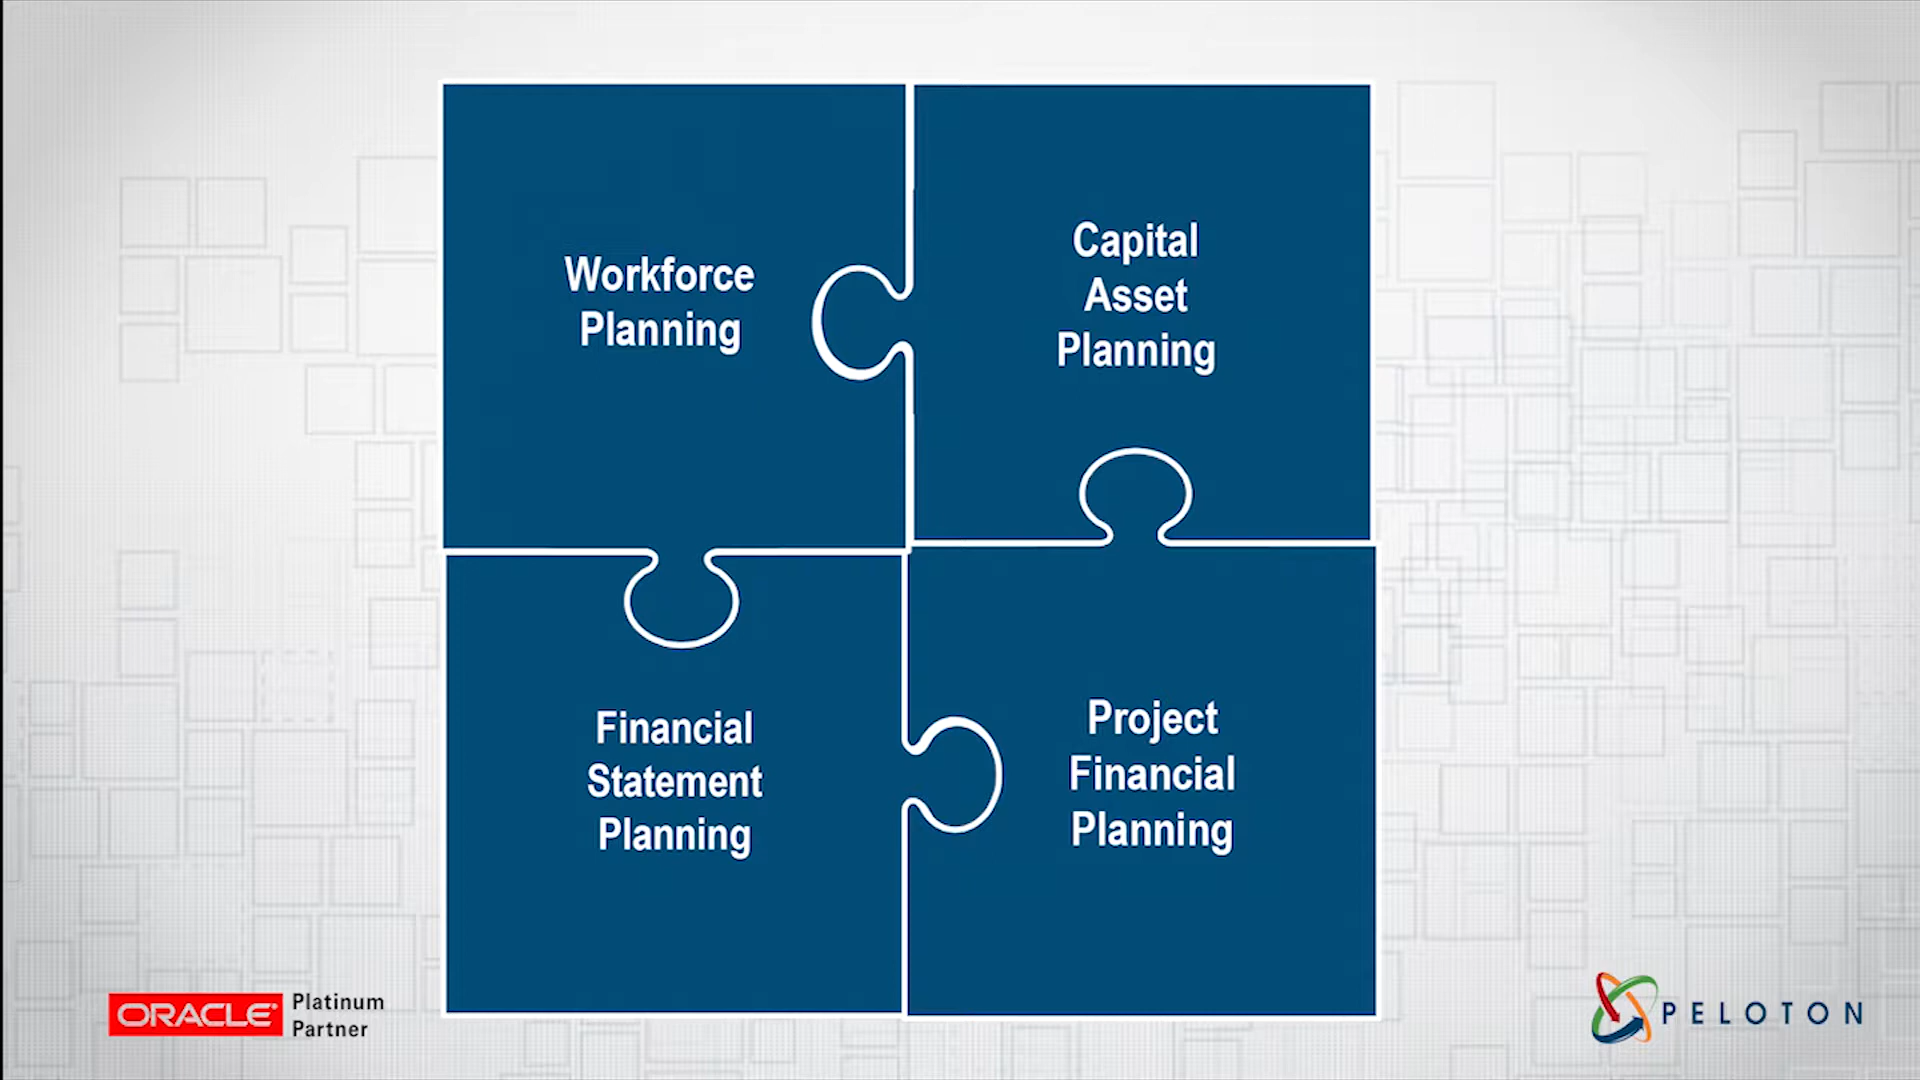 Workforce
Planning
Capital
Asset
Planning
Financial
Statement
Planning
Project
Financial
Planning
ORACLE®
Platinum
Partner
PELOTON